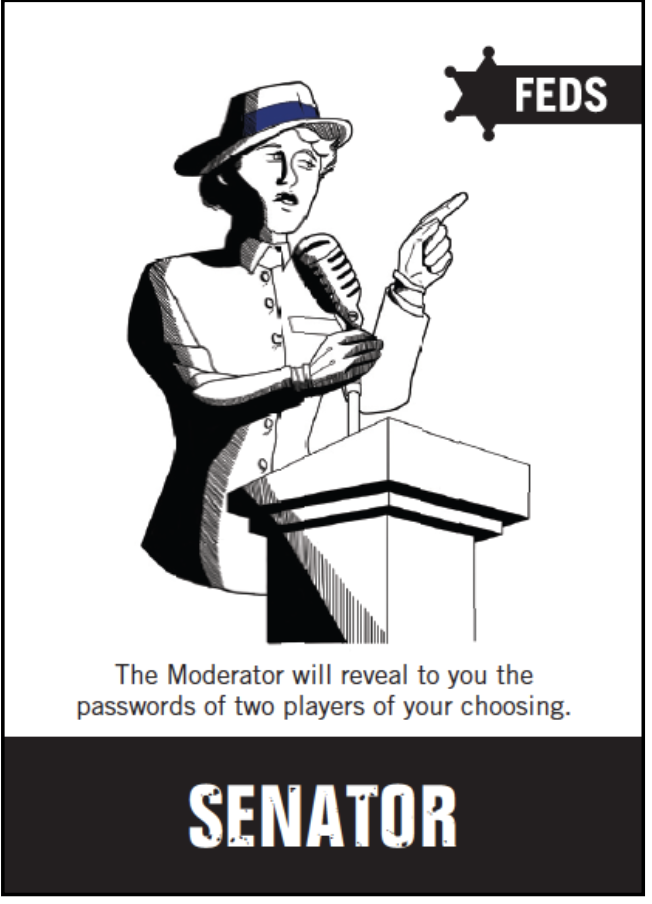 FEDS
The Moderator will reveal to you the
passwords of two players of your choosing.
SENATOR